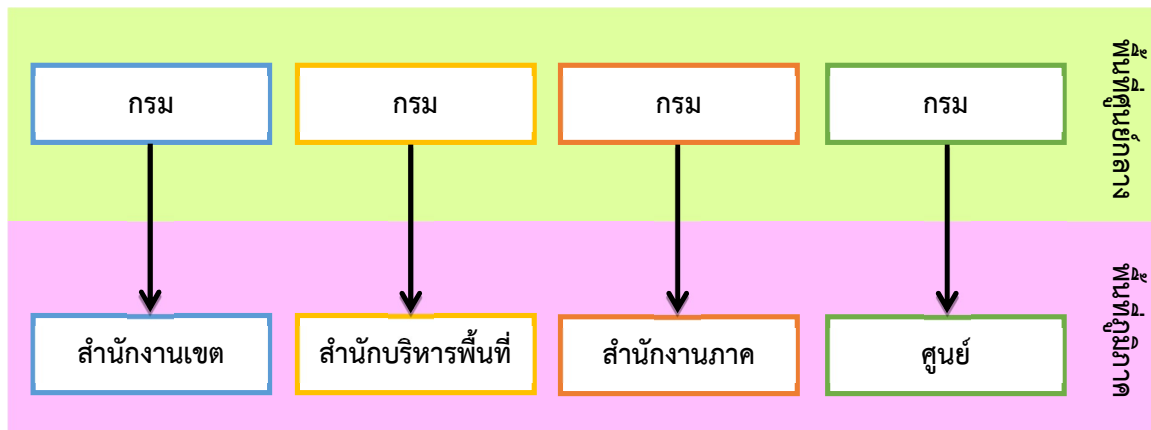 กรม
กรม
กรม
กรม
พื้นที่ศูนย์กลาง
สำนักงานเขต
สำนักบริหารพื้นที่
สำนักงานภาค
ศูนย์
พื้นที่ภูมิภาค